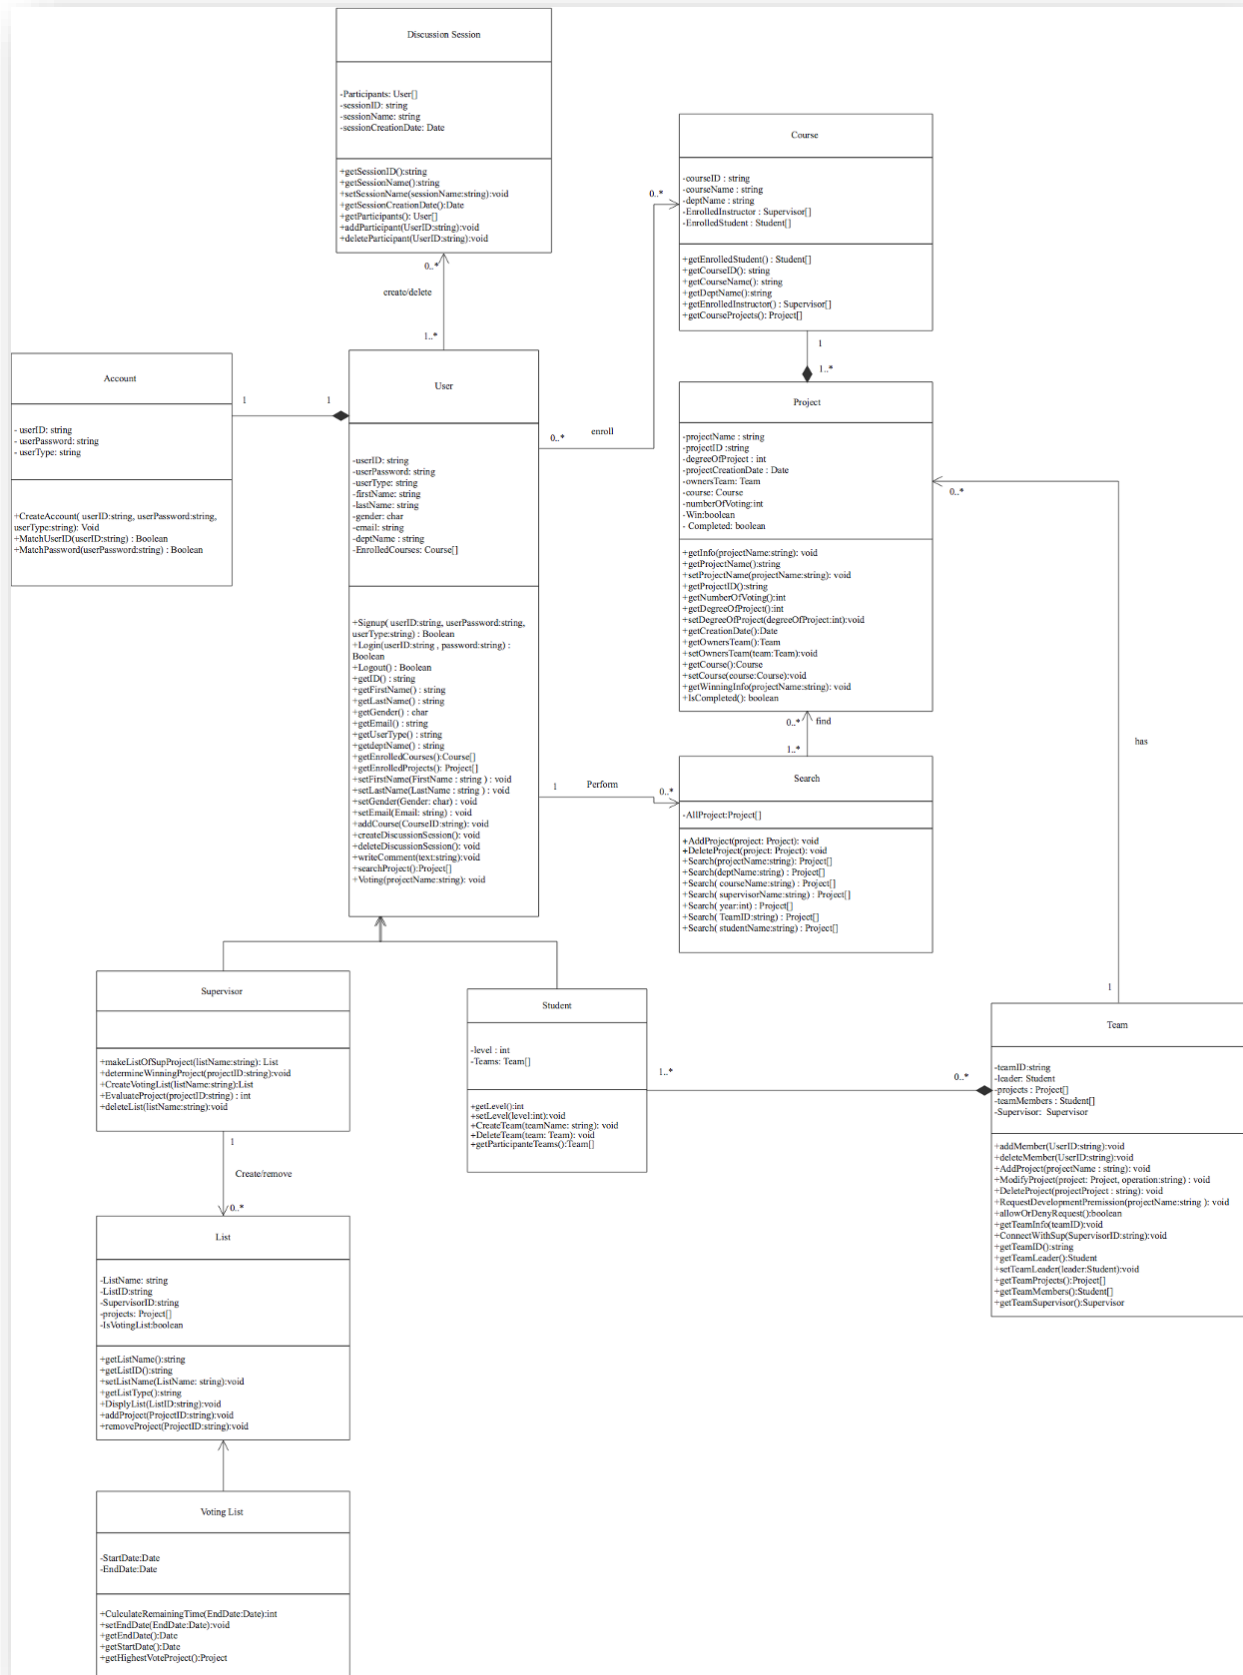 Discussion Session
-Participants: User[]
-sessionID: string
-sessionName: string
-sessionCreationDate: Date
+getSessionID():string
+getSessionName():string
+setSessionName(sessionName:string):void
+getSessionCreationDate():Date
+getParticipants(): User[]
+addParticipant(UserID:string):void
+deleteParticipant(UserID:string):void
0..*
create/delete
1..*
Course
-courseID : string
-courseName : string
-deptName : string
-EnrolledInstructor : Supervisor[]
-EnrolledStudent : Student[]
+getEnrolledStudent() : Student[]
+getCourseID(): string
+getCourseName(): string
+getDeptName():string
+getEnrolledInstructor() : Supervisor[]
+getCourseProjects(): Project[]
0..*
enroll
0..*
1
1..*
Account
- userID: string
- userPassword: string
- userType: string
+CreateAccount( userID:string, userPassword:string,
userType:string): Void
+MatchUserID(userID:string) : Boolean
+MatchPassword(userPassword:string) : Boolean
1
1
User
-userID: string
-userPassword: string
-userType: string
-firstName: string
-lastName: string
-gender: char
-email: string
-deptName : string
-EnrolledCourses: Course[]
+Signup( userID:string, userPassword:string,
userType:string) : Boolean
+Login(userID:string , password:string) :
Boolean
+Logout() : Boolean
+getID() : string
+getFirstName() : string
+getLastName() : string
+getGender() : char
+getEmail() : string
+getUserType() : string
+getdeptName() : string
+getEnrolledCourses():Course[]
+getEnrolledProjects(): Project[]
+setFirstName(FirstName : string ) : void
+setLastName(LastName : string ) : void
+setGender(Gender: char) : void
+setEmail(Email: string) : void
+addCourse(CourseID:string): void
+createDiscussionSession(): void
+deleteDiscussionSession(): void
+writeComment(text:string):void
+searchProject():Project[]
+Voting(projectName:string): void
Project
-projectName : string
-projectID :string
-degreeOfProject : int
-projectCreationDate : Date
-ownersTeam: Team
-course: Course
-numberOfVoting:int
-Win:boolean
- Completed: boolean
+getInfo(projectName:string): void
+getProjectName():string
+setProjectName(projectName:string): void
+getProjectID():string
+getNumberOfVoting():int
+getDegreeOfProject():int
+setDegreeOfProject(degreeOfProject:int):void
+getCreationDate():Date
+getOwnersTeam():Team
+setOwnersTeam(team:Team):void
+getCourse():Course
+setCourse(course:Course):void
+getWinningInfo(projectName:string): void
+IsCompleted(): boolean
0..*
has
1
0..*
find
1..*
1
Perform
0..*
Search
-AllProject:Project[]
+AddProject(project: Project): void
+DeleteProject(project: Project): void
+Search(projectName:string): Project[]
+Search(deptName:string) : Project[]
+Search( courseName:string) : Project[]
+Search( supervisorName:string) : Project[]
+Search( year:int) : Project[]
+Search( TeamID:string) : Project[]
+Search( studentName:string) : Project[]
Supervisor
+makeListOfSupProject(listName:string): List
+determineWinningProject(projectID:string):void
+CreateVotingList(listName:string):List
+EvaluateProject(projectID:string) : int
+deleteList(listName:string):void
Student
-level : int
-Teams: Team[]
+getLevel():int
+setLevel(level:int):void
+CreateTeam(teamName: string): void
+DeleteTeam(team: Team): void
+getParticipanteTeams():Team[]
1..*
0..*
Team
-teamID:string
-leader: Student
-projects : Project[]
-teamMembers : Student[]
-Supervisor: Supervisor
+addMember(UserID:string):void
+deleteMember(UserID:string):void
+AddProject(projectName : string): void
+ModifyProject(project: Project, operation:string) : void
+DeleteProject(projectProject : string): void
+RequestDevelopmentPremission(projectName:string ): void
+allowOrDenyRequest():boolean
+getTeamInfo(teamID):void
+ConnectWithSup(SupervisorID:string):void
+getTeamID():string
+getTeamLeader():Student
+setTeamLeader(leader:Student):void
+getTeamProjects():Project[]
+getTeamMembers():Student[]
+getTeamSupervisor():Supervisor
1
Create/remove
0..*
List
-ListName: string
-ListID:string
-SupervisorID:string
-projects: Project[]
-IsVotingList:boolean
+getListName():string
+getListID():string
+setListName(ListName: string):void
+getListType():string
+DisplyList(ListID:string):void
+addProject(ProjectID:string):void
+removeProject(ProjectID:string):void
Voting List
-StartDate:Date
-EndDate:Date
+CulculateRemainingTime(EndDate:Date):int
+setEndDate(EndDate:Date):void
+getEndDate():Date
+getStartDate():Date
+getHighestVoteProject():Project